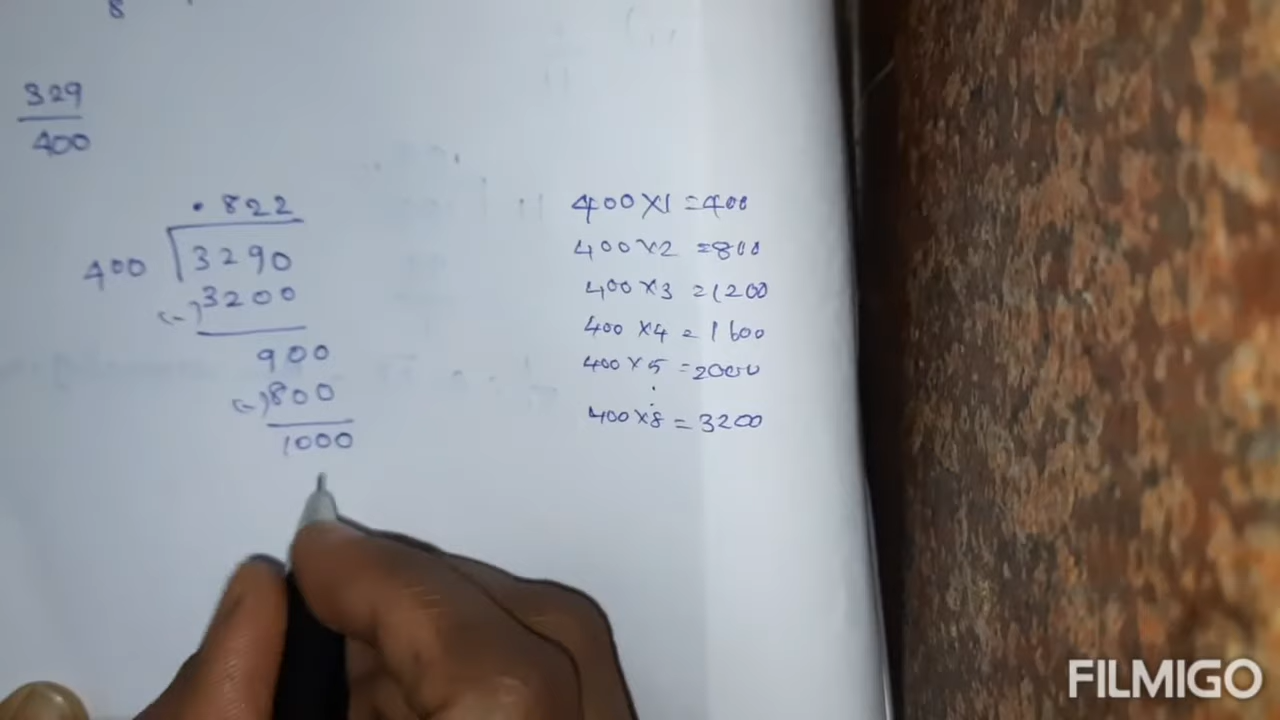 8
329
400
.822
400 3290
(-) 3200
900
(-) 800
1000
400 × 1 = 400
400 × 2 = 800
400 × 3 = 1200
400 × 4 = 1600
400 × 5 = 2000
400 × 8 = 3200
FILMIGO